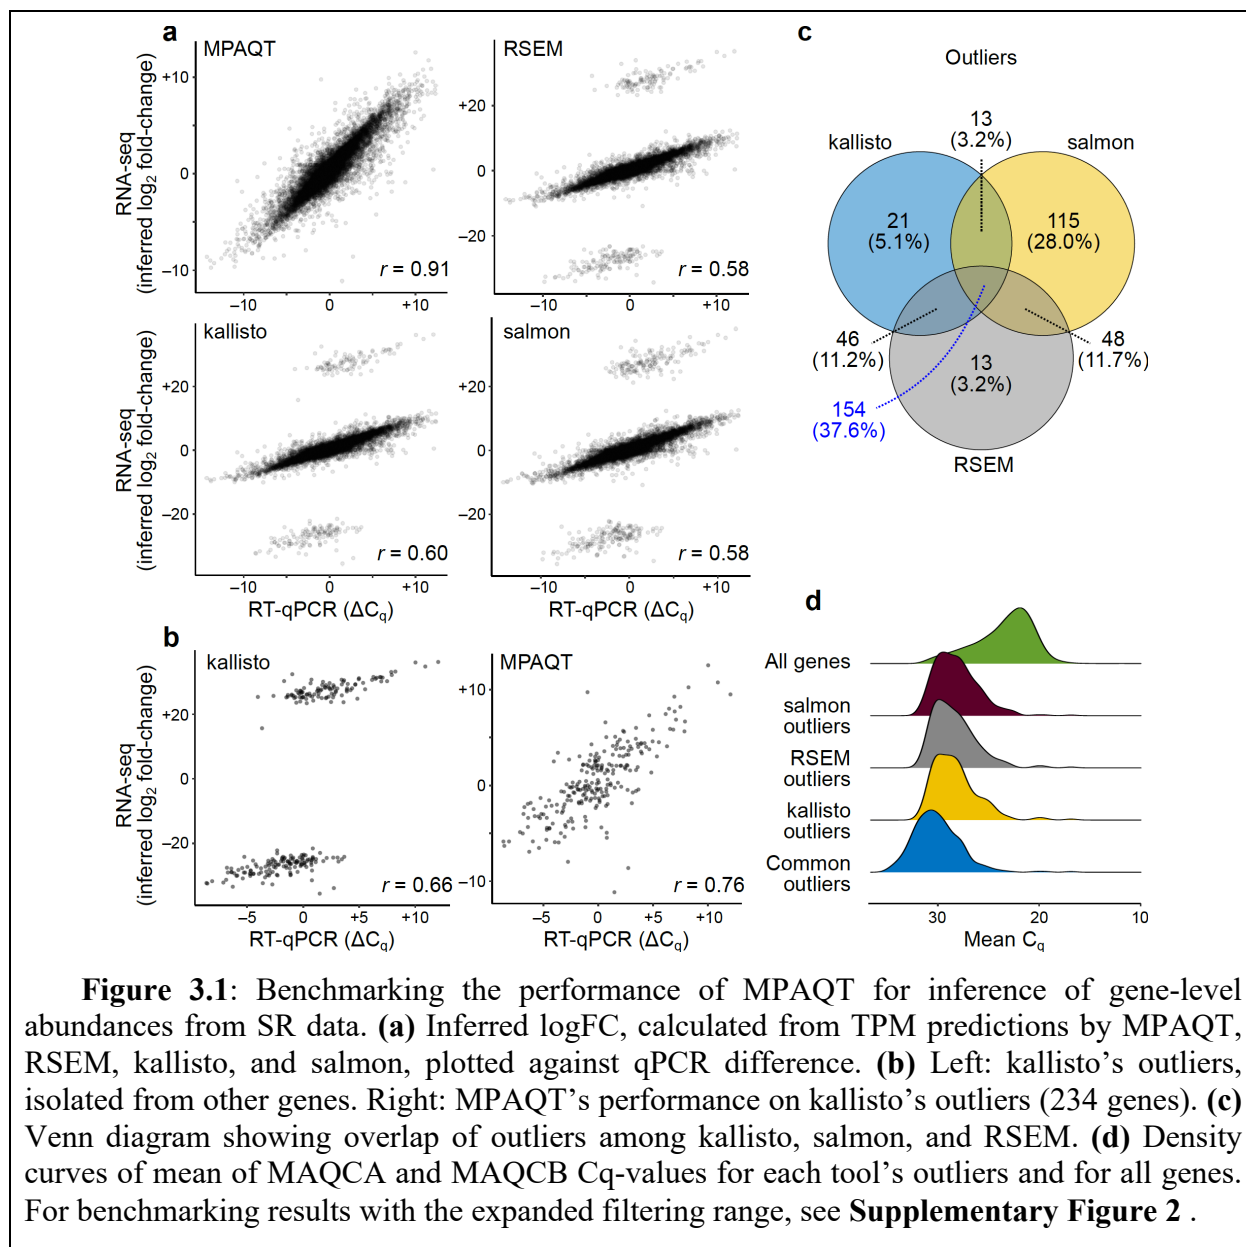 a
MPAQT
RNA-seq
(inferred log2 fold-change)
+10
0
−10
r = 0.91
−10
0
+10
RSEM
+20
0
−20
r = 0.58
−10
0
+10
kallisto
RNA-seq
(inferred log2 fold-change)
+20
0
−20
r = 0.60
−10
0
+10
RT-qPCR (ΔCq)
salmon
+20
0
−20
r = 0.58
−10
0
+10
RT-qPCR (ΔCq)
b
kallisto
RNA-seq
(inferred log2 fold-change)
+20
0
−20
r = 0.66
−5
0
+5
+10
RT-qPCR (ΔCq)
MPAQT
+10
0
−10
r = 0.76
−5
0
+5
+10
RT-qPCR (ΔCq)
c
Outliers
13
(3.2%)
kallisto
salmon
21
(5.1%)
115
(28.0%)
46
(11.2%)
48
(11.7%)
13
(3.2%)
154
(37.6%)
RSEM
d
All genes
salmon
outliers
RSEM
outliers
kallisto
outliers
Common
outliers
30
20
10
Mean Cq
Figure 3.1: Benchmarking the performance of MPAQT for inference of gene-level
abundances from SR data. (a) Inferred logFC, calculated from TPM predictions by MPAQT,
RSEM, kallisto, and salmon, plotted against qPCR difference. (b) Left: kallisto’s outliers,
isolated from other genes. Right: MPAQT’s performance on kallisto’s outliers (234 genes). (c)
Venn diagram showing overlap of outliers among kallisto, salmon, and RSEM. (d) Density
curves of mean of MAQCA and MAQCB Cq-values for each tool’s outliers and for all genes.
For benchmarking results with the expanded filtering range, see Supplementary Figure 2 .